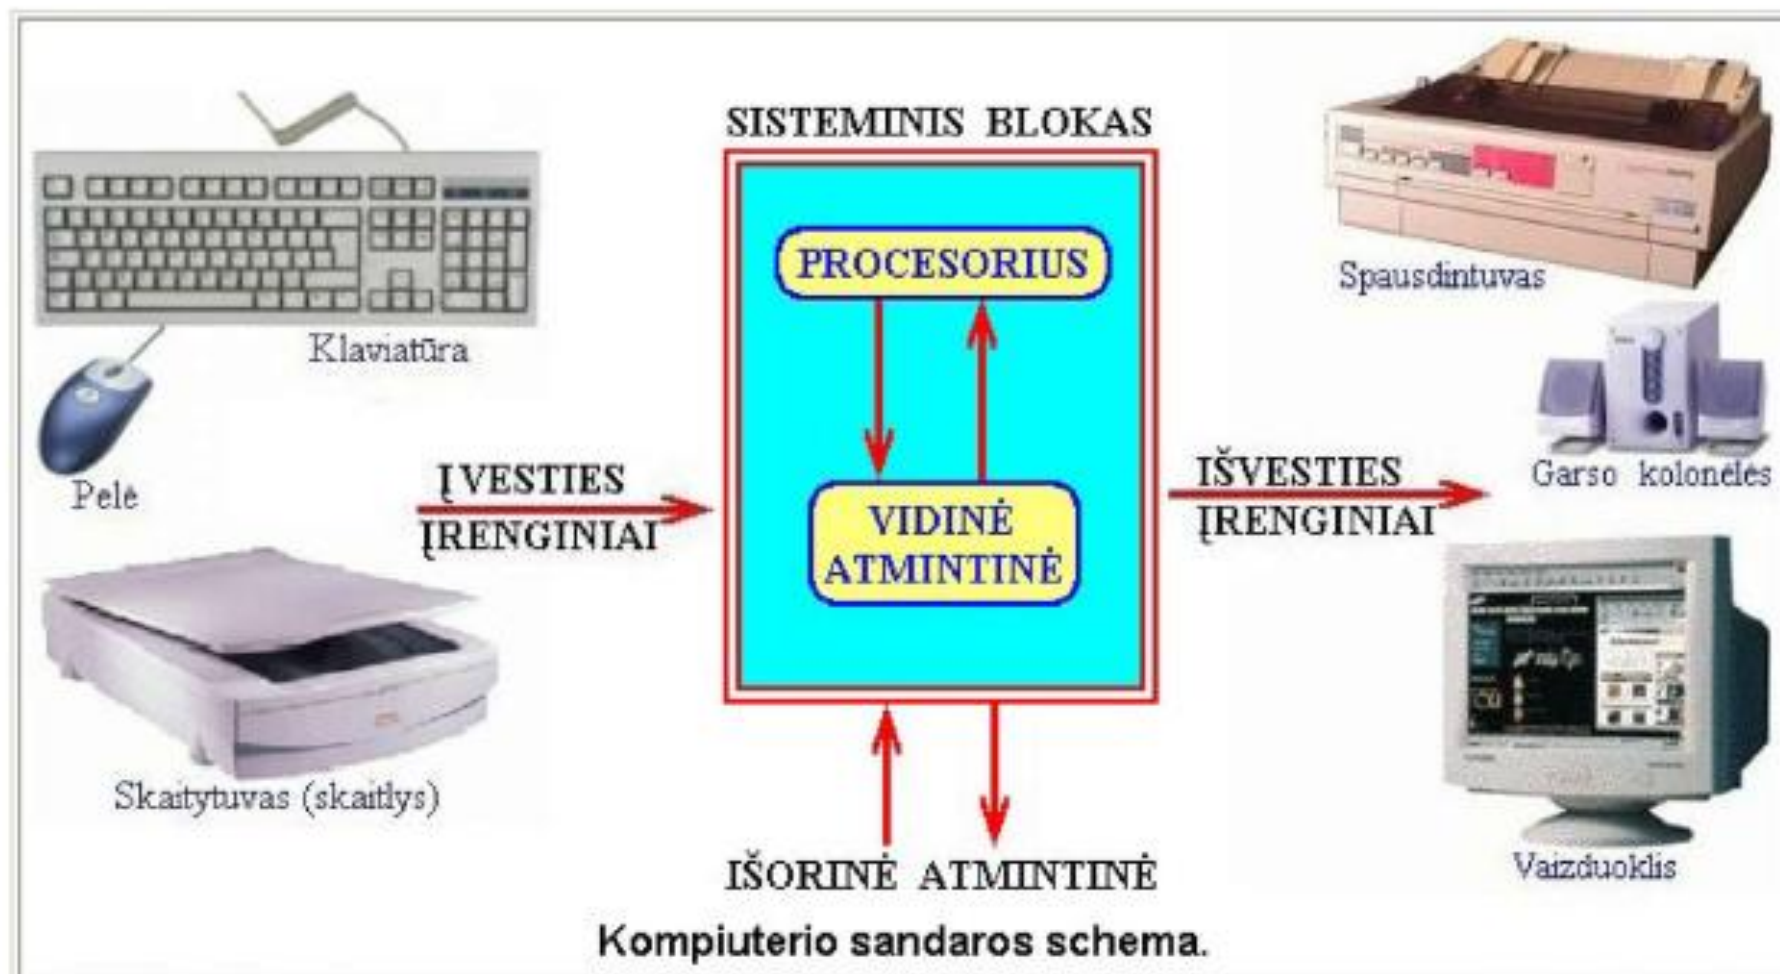 SISTEMINIS BLOKAS
PROCESORIUS
VIDINĖ
ATMINTINĖ
Klaviatūra
Pelė
Skaitytuvas (skaitlys)
ĮVESTIES
ĮRENGINIAI
IŠVESTIES
ĮRENGINIAI
Spausdintuvas
Garso kolonėlės
Vaizduoklis
IŠORINĖ ATMINTINĖ
Kompiuterio sandaros schema.